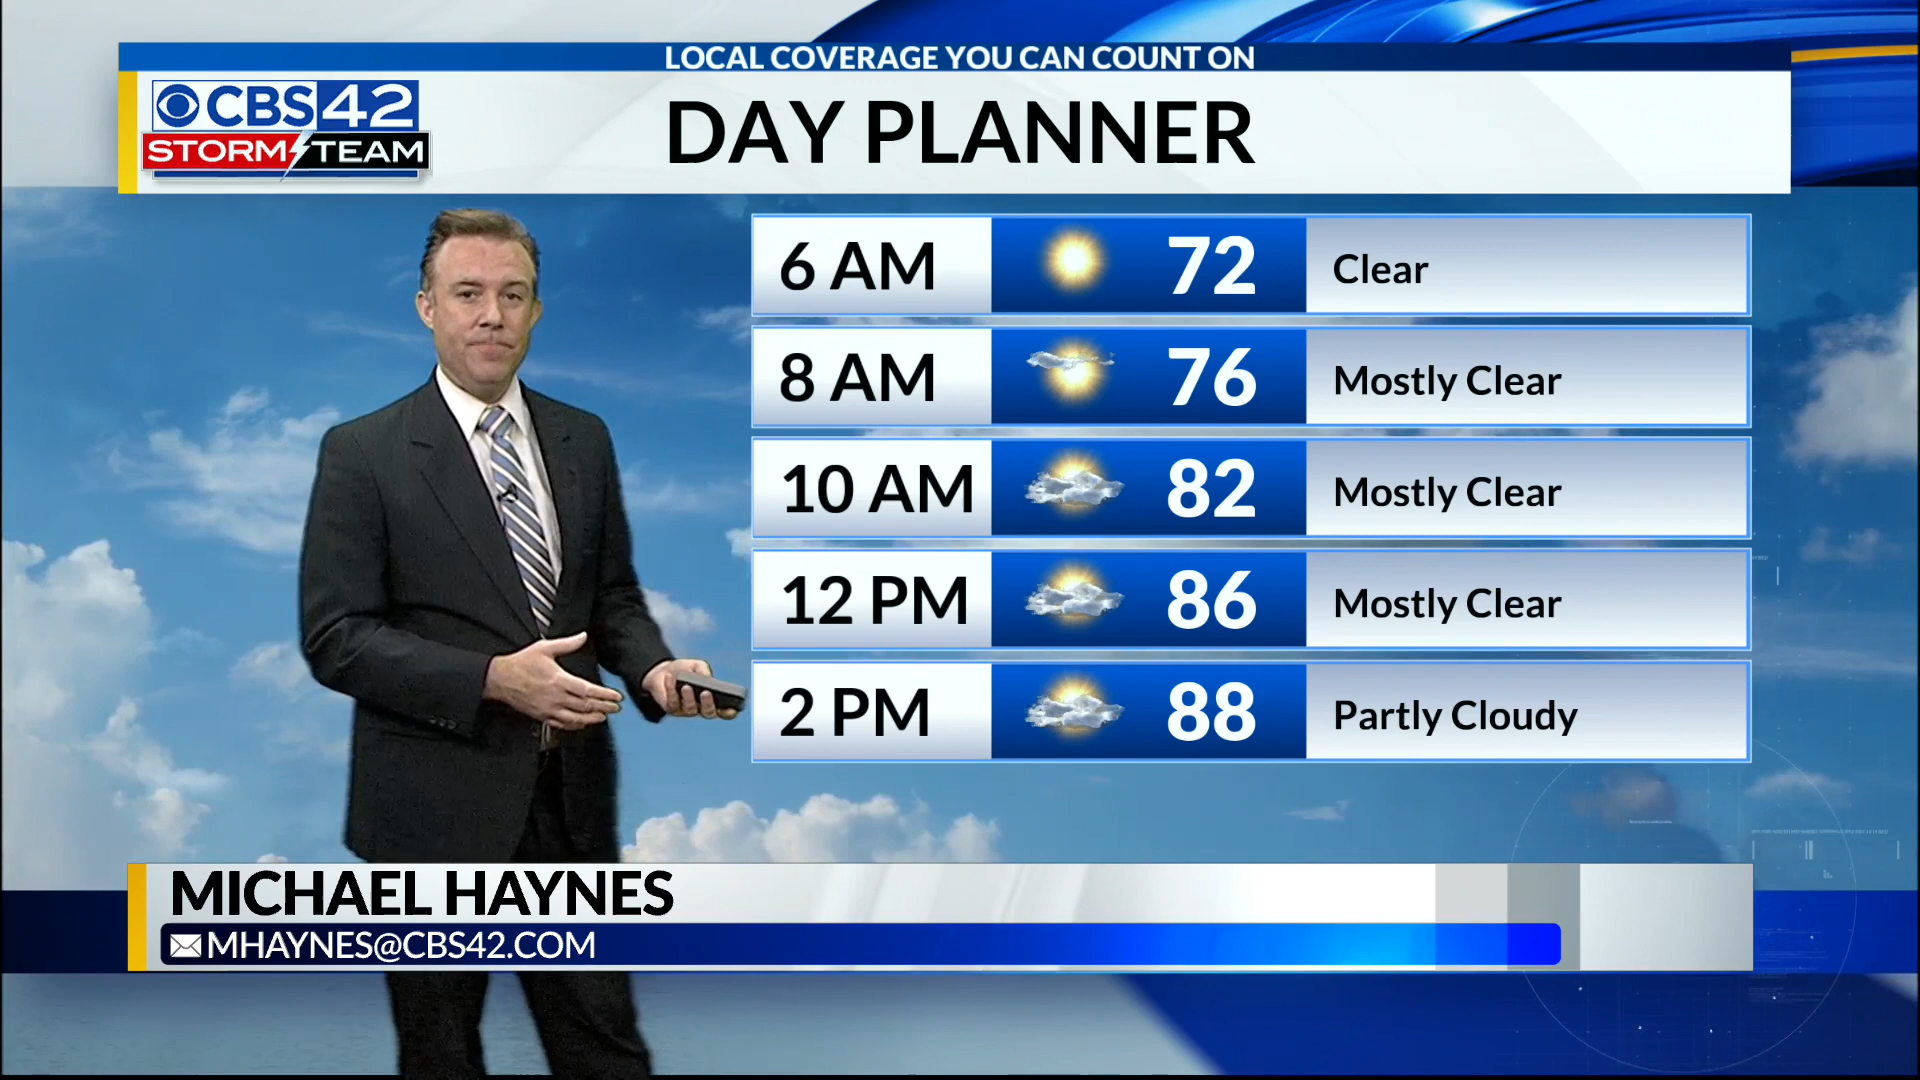 LOCAL COVERAGE YOU CAN COUNT ON
CBS 42
STORM TEAM
DAY PLANNER
6 AM 72 Clear
8 AM 76 Mostly Clear
10 AM 82 Mostly Clear
12 PM 86 Mostly Clear
2 PM 88 Partly Cloudy
MICHAEL HAYNES
MHAYNES@CBS42.COM